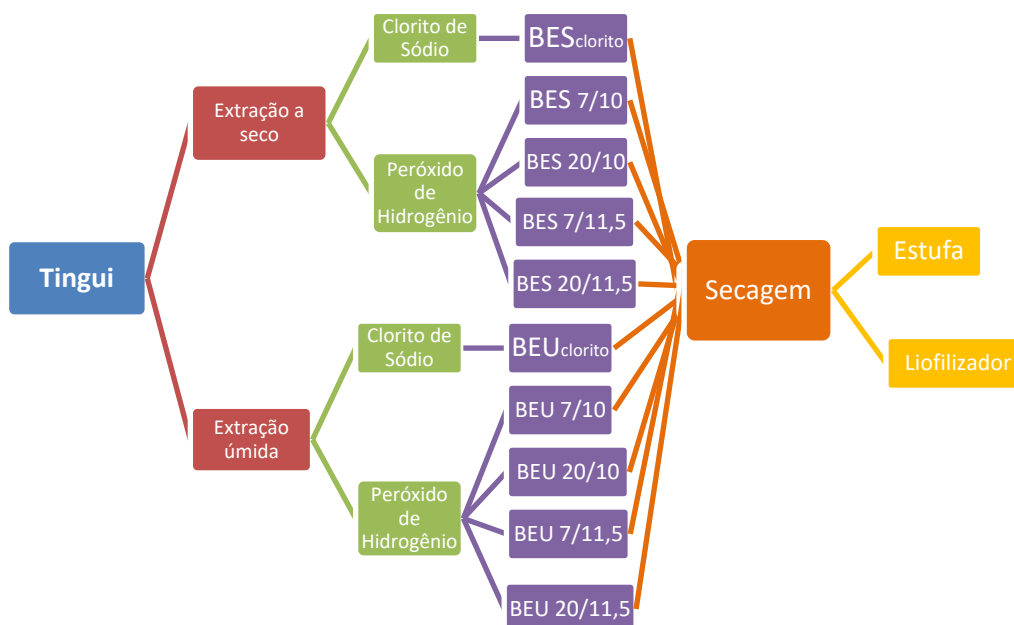 Tingui
Extração a
seco
Extração
úmida
Clorito de
Sódio
Peróxido
de
Hidrogênio
Clorito de
Sódio
Peróxido
de
Hidrogênio
BESclorito
BES 7/10
BES 20/10
BES 7/11,5
BES 20/11,5
BEUclorito
BEU 7/10
BEU 20/10
BEU 7/11,5
BEU 20/11,5
Secagem
Estufa
Liofilizador